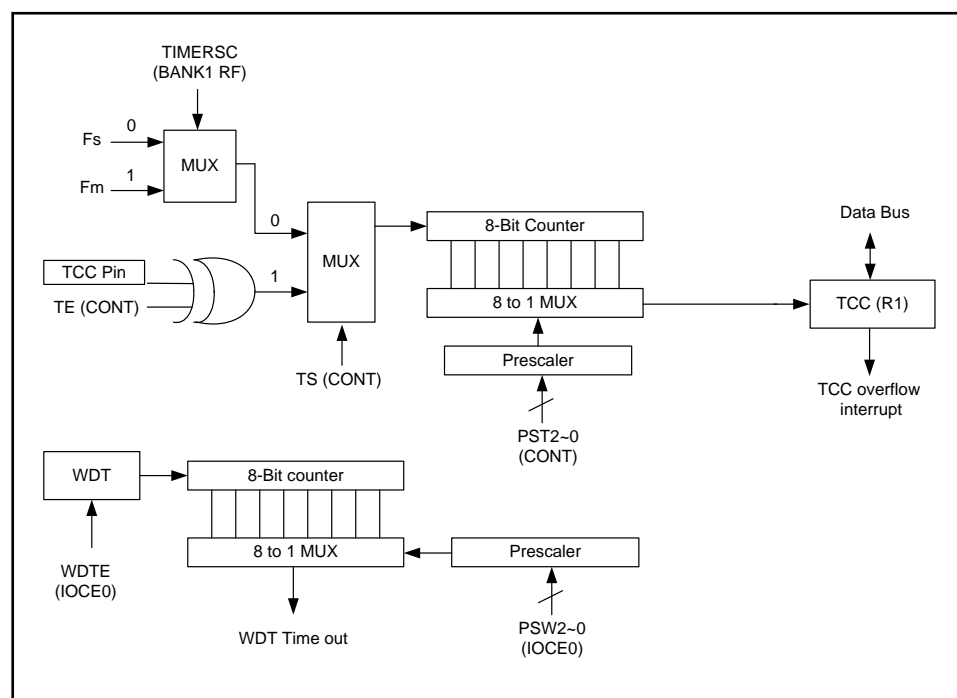 TIMERSC
(BANK1 RF)
0
Fs
MUX
1
Fm
0
8-Bit Counter
Data Bus
MUX
TCC Pin
1
TE (CONT)
8 to 1 MUX
TCC (R1)
Prescaler
TS (CONT)
TCC overflow
interrupt
PST2~0
(CONT)
WDT
8-Bit counter
8 to 1 MUX
Prescaler
WDTE
(IOCE0)
WDT Time out
PSW2~0
(IOCE0)